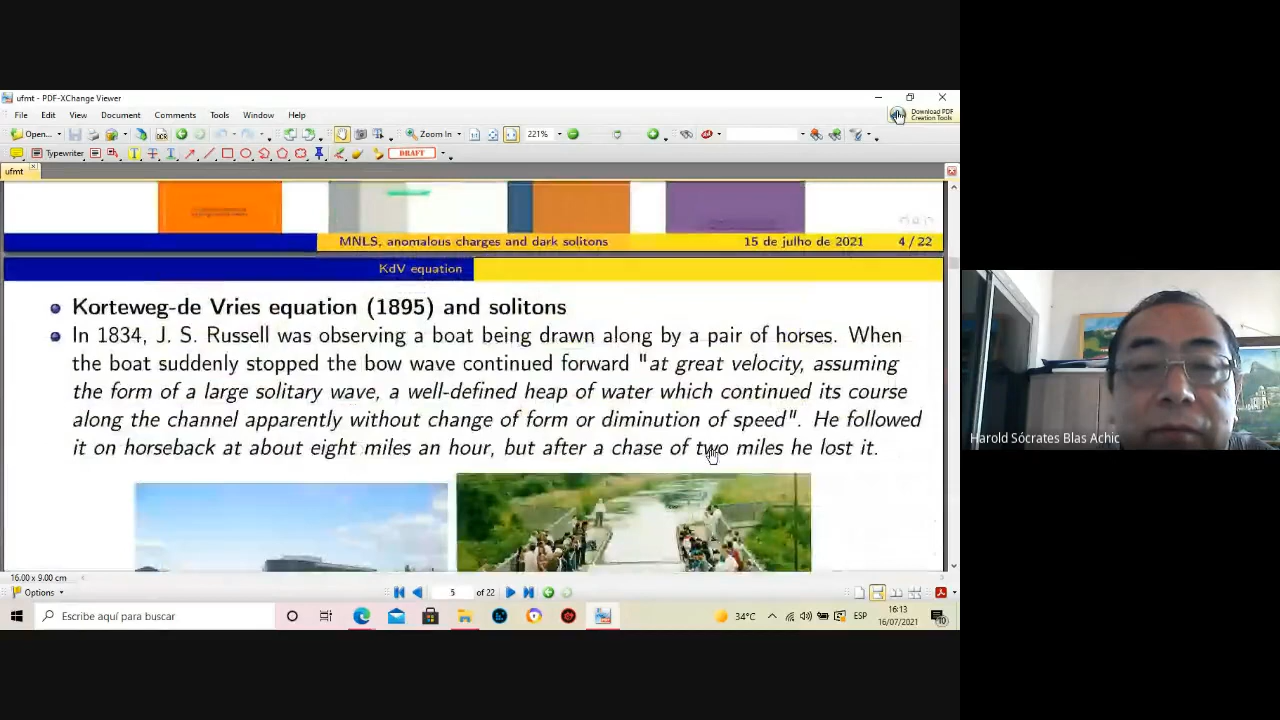 ufmt - PDF-XChange Viewer
File Edit View Document Comments Tools Window Help
Download PDF
Creation Tools
Open... OCR Zoom In 221%
Typewriter DRAFT
ufmt
MNLS, anomalous charges and dark solitons 15 de julho de 2021 4 / 22
KdV equation
Korteweg-de Vries equation (1895) and solitons
In 1834, J. S. Russell was observing a boat being drawn along by a pair of horses. When
the boat suddenly stopped the bow wave continued forward "at great velocity, assuming
the form of a large solitary wave, a well-defined heap of water which continued its course
along the channel apparently without change of form or diminution of speed". He followed
it on horseback at about eight miles an hour, but after a chase of two miles he lost it.
Harold Sócrates Blas Achic
16.00 x 9.00 cm
Options 5 of 22
Escribe aquí para buscar 34°C ESP 16:13
16/07/2021
10